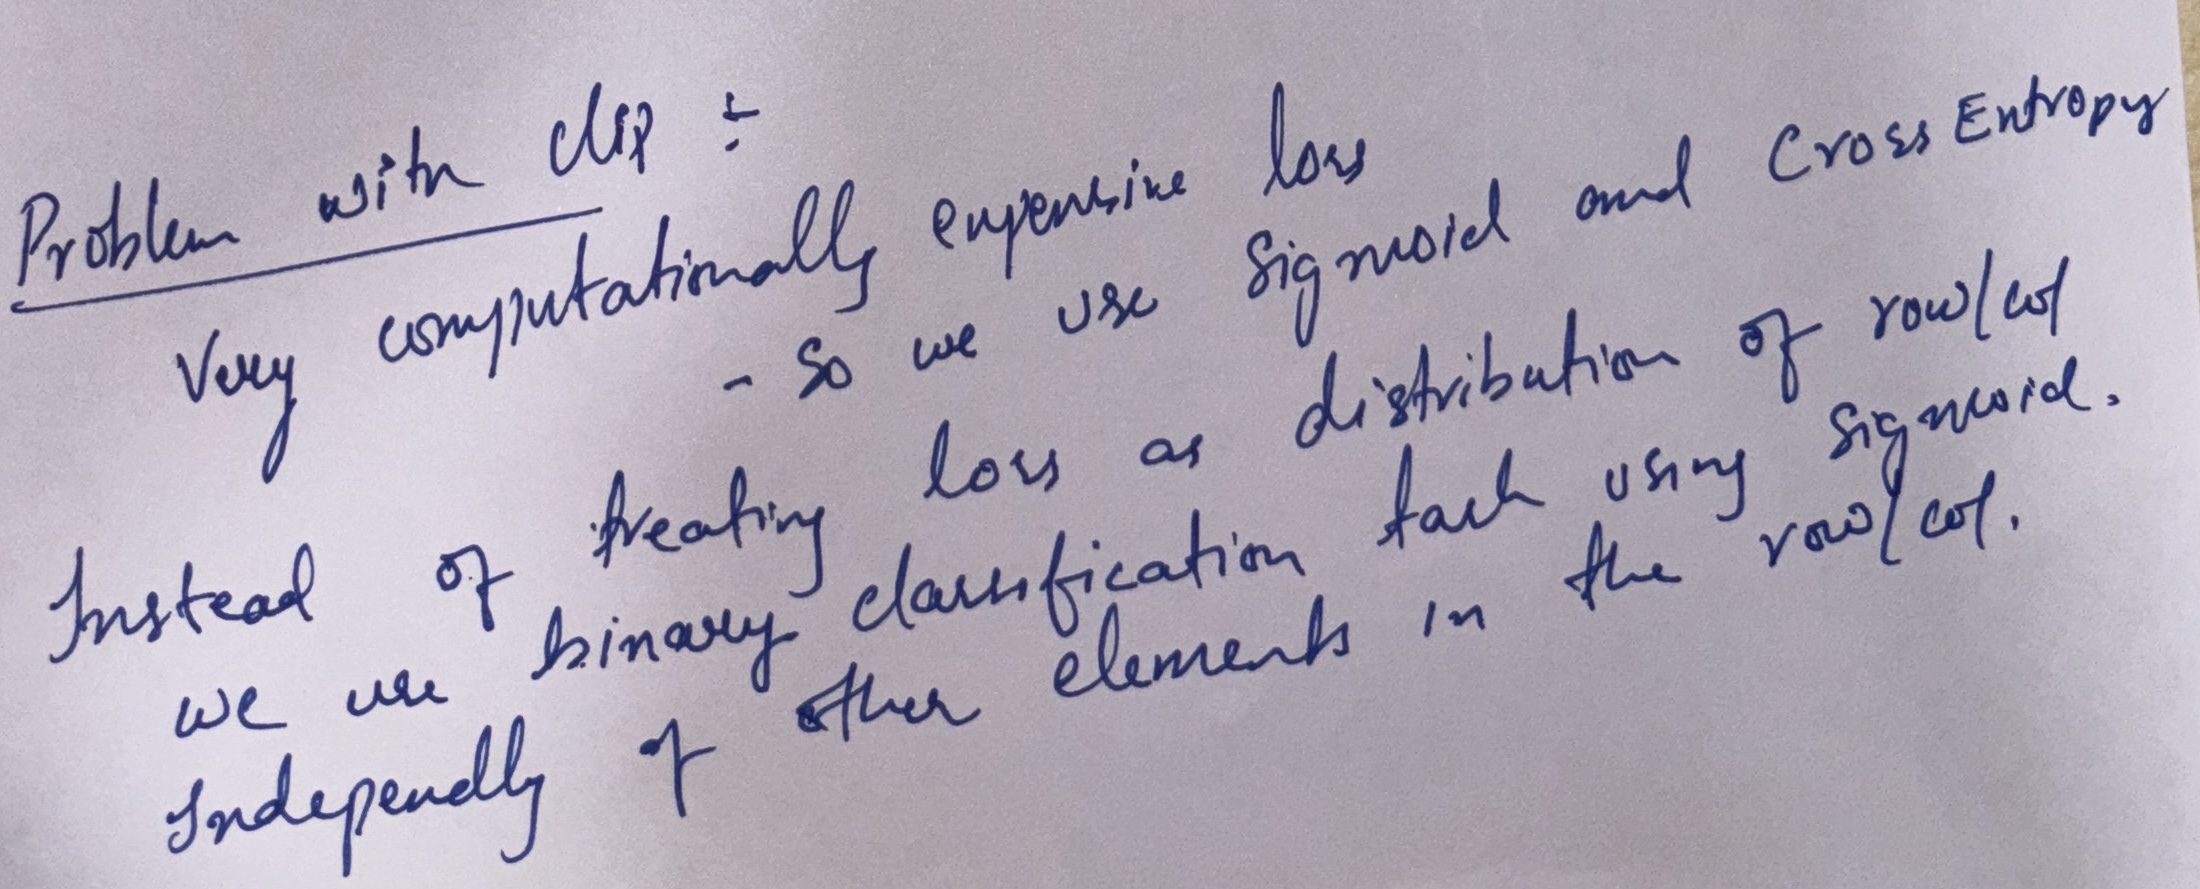 Problem with clip :-
Very computationally expensive loss
- So we use Sigmoid and Cross Entropy
Instead of treating loss as distribution of row/col
we use binary classification task using Sigmoid.
Independly of other elements in the row/col.